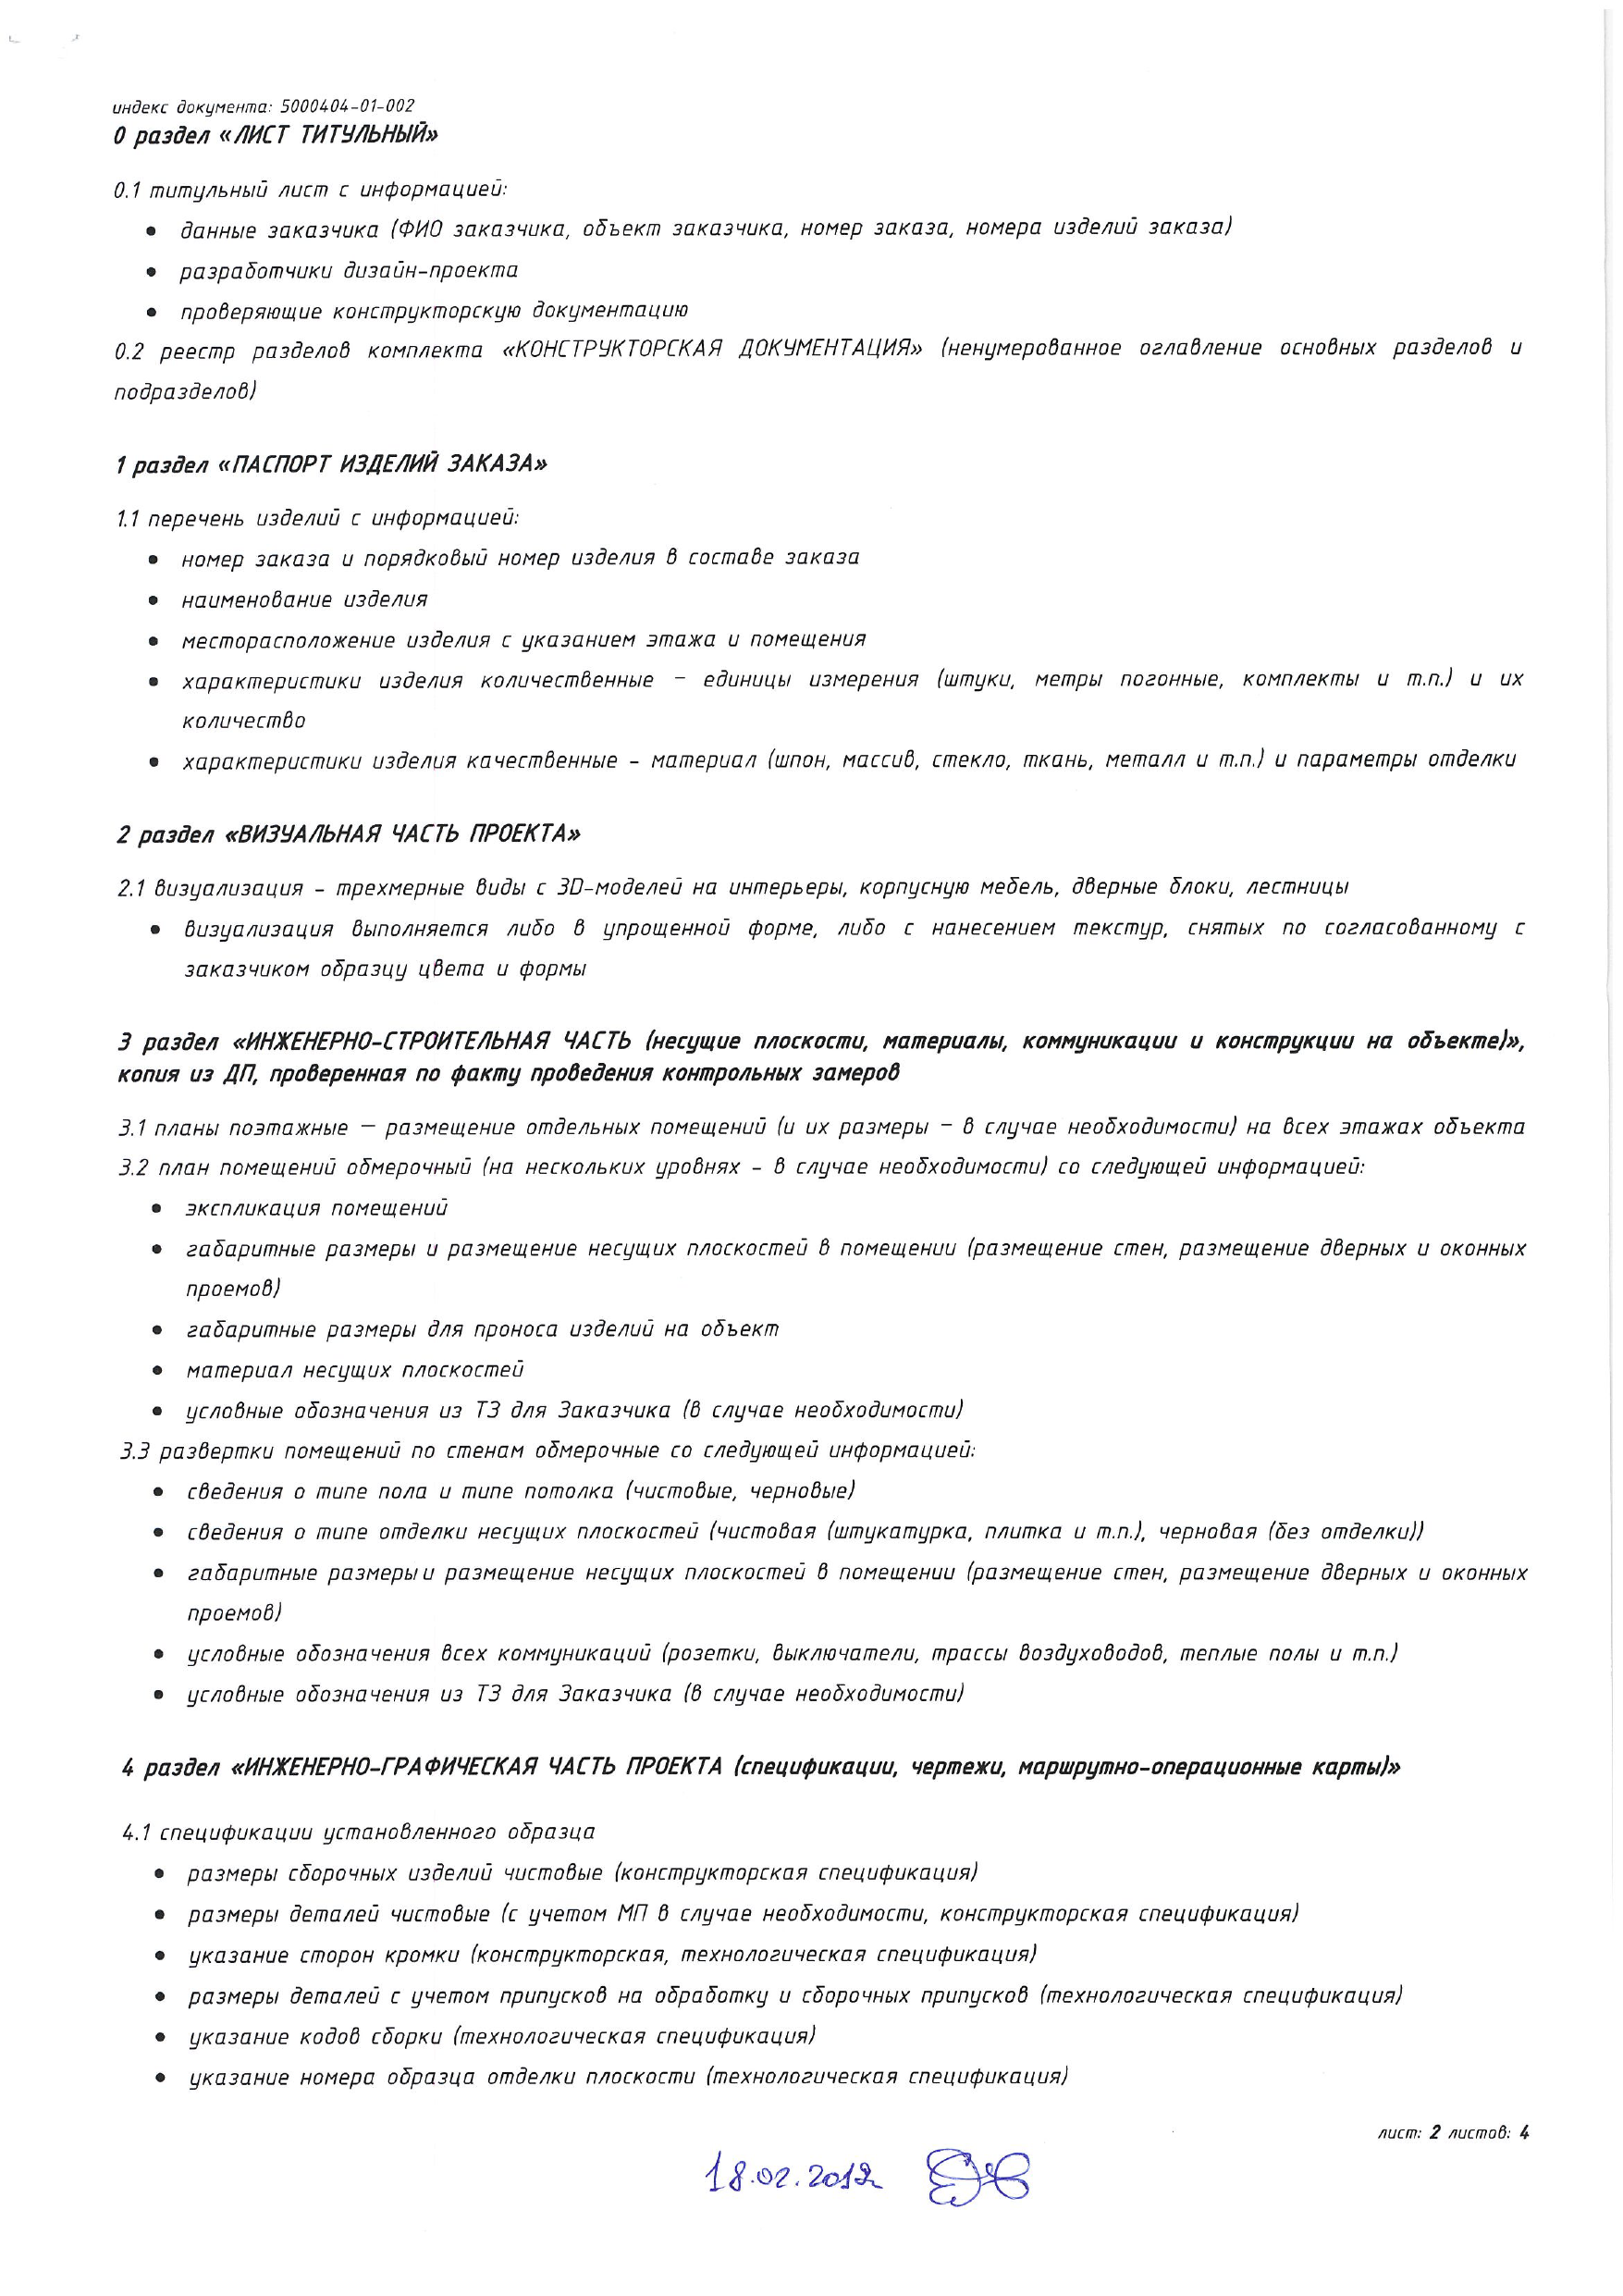 индекс документа: 5000404-01-002
0 раздел «ЛИСТ ТИТУЛЬНЫЙ»
0.1 титульный лист с информацией:
• данные заказчика (ФИО заказчика, объект заказчика, номер заказа, номера изделий заказа)
• разработчики дизайн-проекта
• проверяющие конструкторскую документацию
0.2 реестр разделов комплекта «КОНСТРУКТОРСКАЯ ДОКУМЕНТАЦИЯ» (ненумерованное оглавление основных разделов и
подразделов)
1 раздел «ПАСПОРТ ИЗДЕЛИЙ ЗАКАЗА»
1.1 перечень изделий с информацией:
• номер заказа и порядковый номер изделия в составе заказа
• наименование изделия
• месторасположение изделия с указанием этажа и помещения
• характеристики изделия количественные – единицы измерения (штуки, метры погонные, комплекты и т.п.) и их
количество
• характеристики изделия качественные - материал (шпон, массив, стекло, ткань, металл и т.п.) и параметры отделки
2 раздел «ВИЗУАЛЬНАЯ ЧАСТЬ ПРОЕКТА»
2.1 визуализация - трехмерные виды с 3D-моделей на интерьеры, корпусную мебель, дверные блоки, лестницы
• визуализация выполняется либо в упрощенной форме, либо с нанесением текстур, снятых по согласованному с
заказчиком образцу цвета и формы
3 раздел «ИНЖЕНЕРНО-СТРОИТЕЛЬНАЯ ЧАСТЬ (несущие плоскости, материалы, коммуникации и конструкции на объекте)»,
копия из ДП, проверенная по факту проведения контрольных замеров
3.1 планы поэтажные – размещение отдельных помещений (и их размеры – в случае необходимости) на всех этажах объекта
3.2 план помещений обмерочный (на нескольких уровнях - в случае необходимости) со следующей информацией:
• экспликация помещений
• габаритные размеры и размещение несущих плоскостей в помещении (размещение стен, размещение дверных и оконных
проемов)
• габаритные размеры для проноса изделий на объект
• материал несущих плоскостей
• условные обозначения из ТЗ для Заказчика (в случае необходимости)
3.3 развертки помещений по стенам обмерочные со следующей информацией:
• сведения о типе пола и типе потолка (чистовые, черновые)
• сведения о типе отделки несущих плоскостей (чистовая (штукатурка, плитка и т.п.), черновая (без отделки))
• габаритные размеры и размещение несущих плоскостей в помещении (размещение стен, размещение дверных и оконных
проемов)
• условные обозначения всех коммуникаций (розетки, выключатели, трассы воздуховодов, теплые полы и т.п.)
• условные обозначения из ТЗ для Заказчика (в случае необходимости)
4 раздел «ИНЖЕНЕРНО-ГРАФИЧЕСКАЯ ЧАСТЬ ПРОЕКТА (спецификации, чертежи, маршрутно-операционные карты)»
4.1 спецификации установленного образца
• размеры сборочных изделий чистовые (конструкторская спецификация)
• размеры деталей чистовые (с учетом МП в случае необходимости, конструкторская спецификация)
• указание сторон кромки (конструкторская, технологическая спецификация)
• размеры деталей с учетом припусков на обработку и сборочных припусков (технологическая спецификация)
• указание кодов сборки (технологическая спецификация)
• указание номера образца отделки плоскости (технологическая спецификация)
лист: 2 листов: 4
18.02.2012